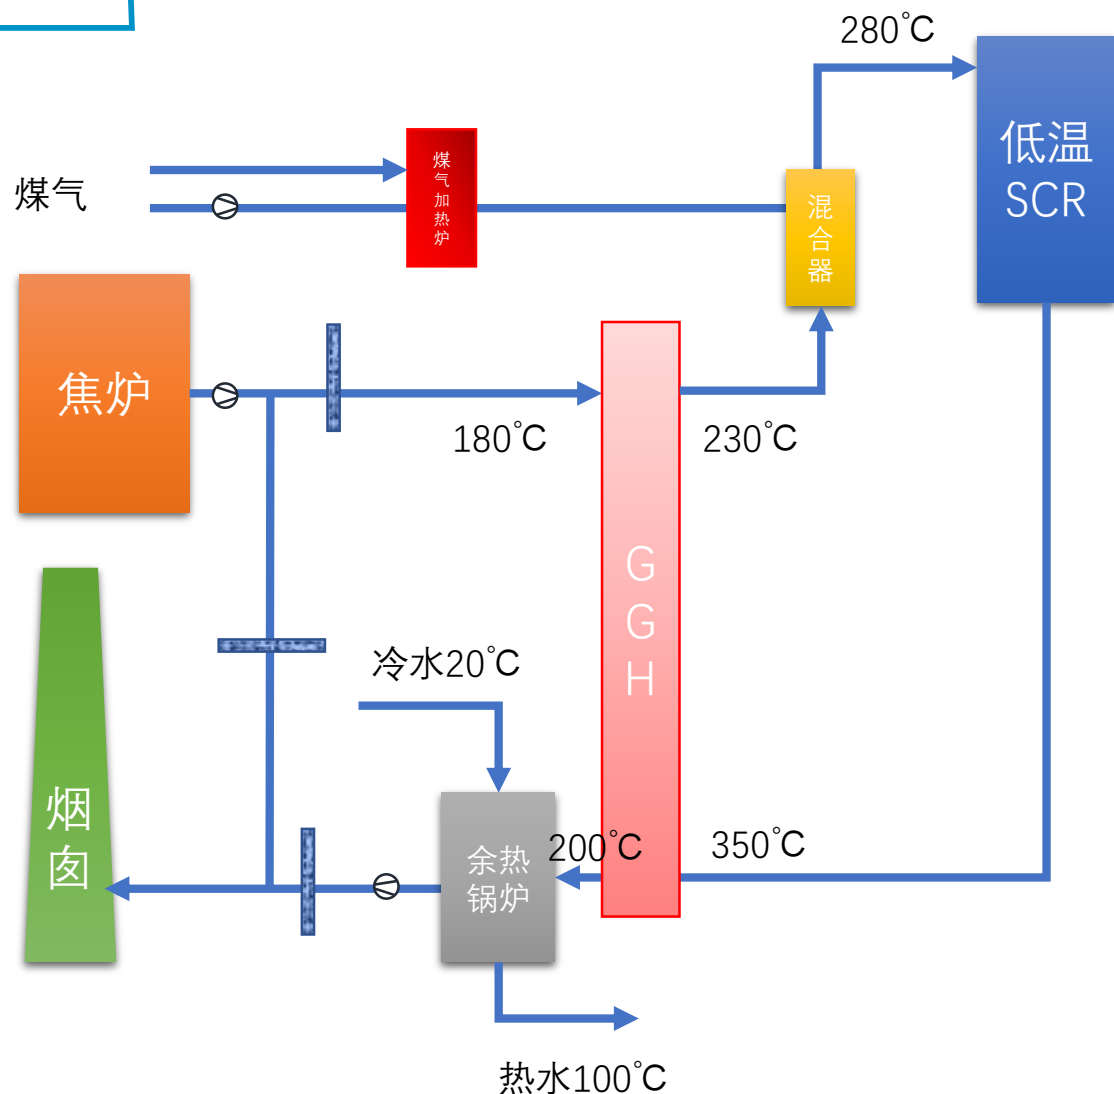 280℃
低温
SCR
煤气
煤
气
加
热
炉
混
合
器
焦炉
180℃
230℃
G
G
H
冷水20℃
烟
囱
余热
锅炉
200℃
350℃
热水100℃